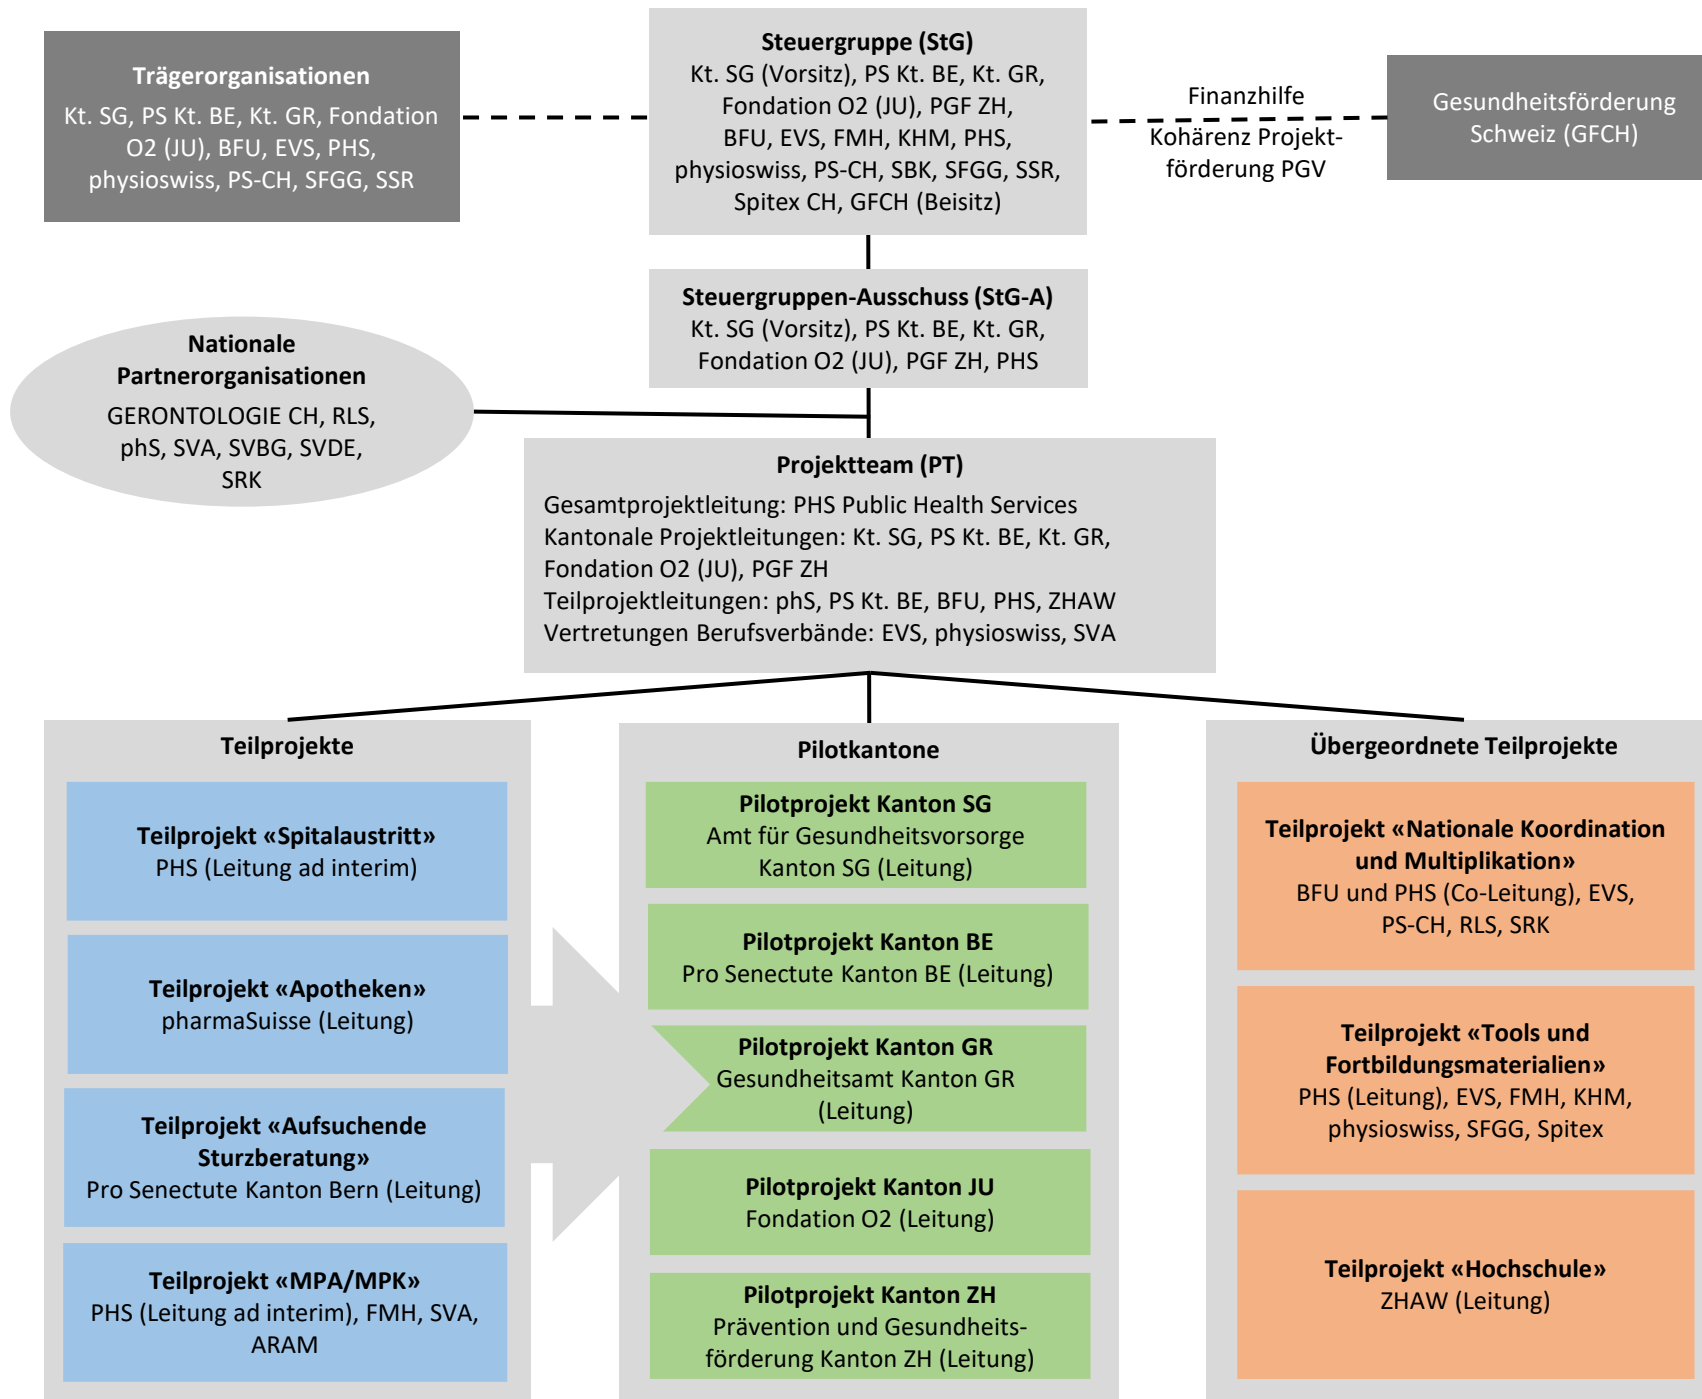 Trägerorganisationen
Kt. SG, PS Kt. BE, Kt. GR, Fondation
O2 (JU), BFU, EVS, PHS,
physioswiss, PS-CH, SFGG, SSR
Steuergruppe (StG)
Kt. SG (Vorsitz), PS Kt. BE, Kt. GR,
Fondation O2 (JU), PGF ZH,
BFU, EVS, FMH, KHM, PHS,
physioswiss, PS-CH, SBK, SFGG, SSR,
Spitex CH, GFCH (Beisitz)
Finanzhilfe
Kohärenz Projekt-
förderung PGV
Gesundheitsförderung
Schweiz (GFCH)
Steuergruppen-Ausschuss (StG-A)
Kt. SG (Vorsitz), PS Kt. BE, Kt. GR,
Fondation O2 (JU), PGF ZH, PHS
Nationale
Partnerorganisationen
GERONTOLOGIE CH, RLS,
phS, SVA, SVBG, SVDE,
SRK
Projektteam (PT)
Gesamtprojektleitung: PHS Public Health Services
Kantonale Projektleitungen: Kt. SG, PS Kt. BE, Kt. GR,
Fondation O2 (JU), PGF ZH
Teilprojektleitungen: phS, PS Kt. BE, BFU, PHS, ZHAW
Vertretungen Berufsverbände: EVS, physioswiss, SVA
Teilprojekte
Teilprojekt «Spitalaustritt»
PHS (Leitung ad interim)
Teilprojekt «Apotheken»
pharmaSuisse (Leitung)
Teilprojekt «Aufsuchende
Sturzberatung»
Pro Senectute Kanton Bern (Leitung)
Teilprojekt «MPA/MPK»
PHS (Leitung ad interim), FMH, SVA,
ARAM
Pilotkantone
Pilotprojekt Kanton SG
Amt für Gesundheitsvorsorge
Kanton SG (Leitung)
Pilotprojekt Kanton BE
Pro Senectute Kanton BE (Leitung)
Pilotprojekt Kanton GR
Gesundheitsamt Kanton GR
(Leitung)
Pilotprojekt Kanton JU
Fondation O2 (Leitung)
Pilotprojekt Kanton ZH
Prävention und Gesundheits-
förderung Kanton ZH (Leitung)
Übergeordnete Teilprojekte
Teilprojekt «Nationale Koordination
und Multiplikation»
BFU und PHS (Co-Leitung), EVS,
PS-CH, RLS, SRK
Teilprojekt «Tools und
Fortbildungsmaterialien»
PHS (Leitung), EVS, FMH, KHM,
physioswiss, SFGG, Spitex
Teilprojekt «Hochschule»
ZHAW (Leitung)